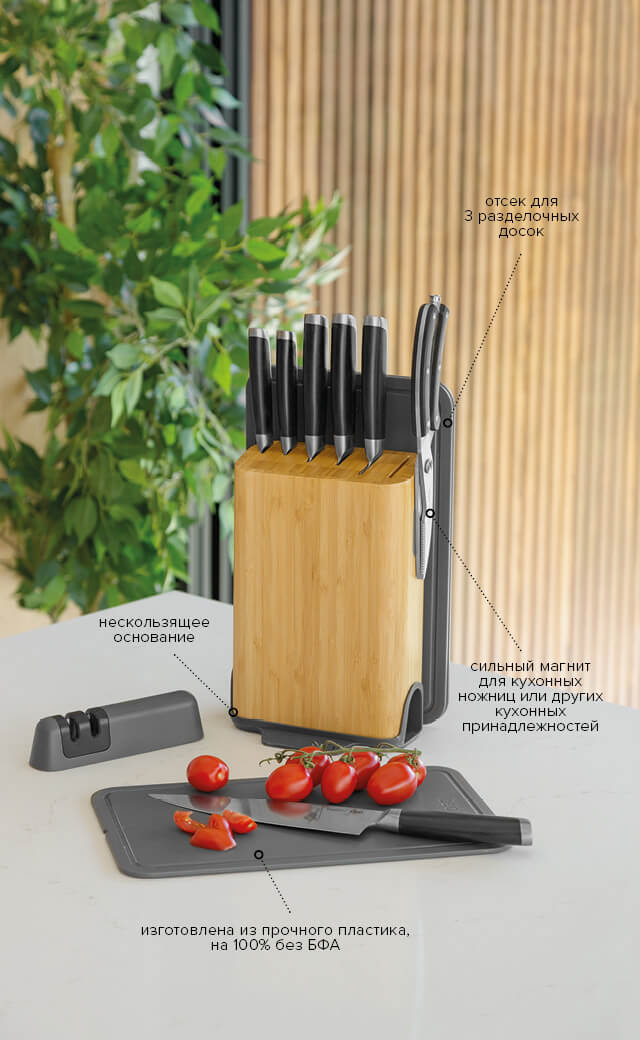 отсек для
3 разделочных
досок
нескользящее
основание
сильный магнит
для кухонных
ножниц или других
кухонных
принадлежностей
изготовлена из прочного пластика,
на 100% без БФА